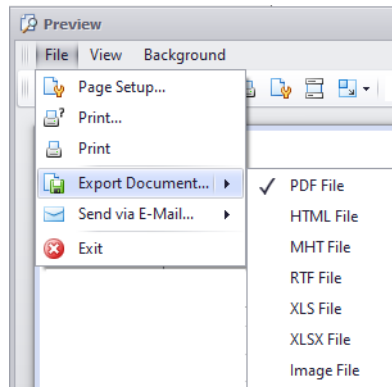 Preview
File View Background
Page Setup...
Print...
Print
Export Document...
Send via E-Mail...
Exit
PDF File
HTML File
MHT File
RTF File
XLS File
XLSX File
Image File